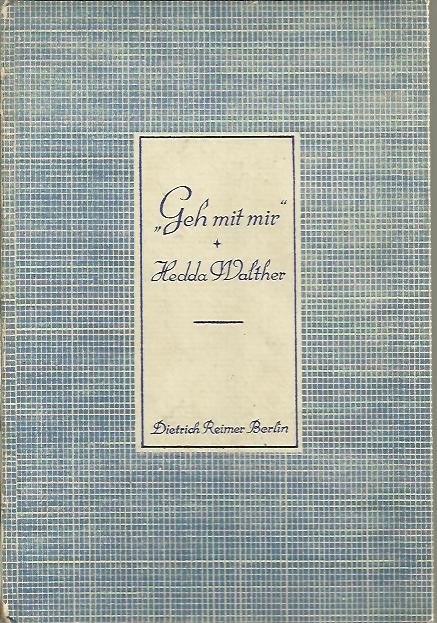 „Geh' mit mir“
Hedda Walther
Dietrich Reimer Berlin